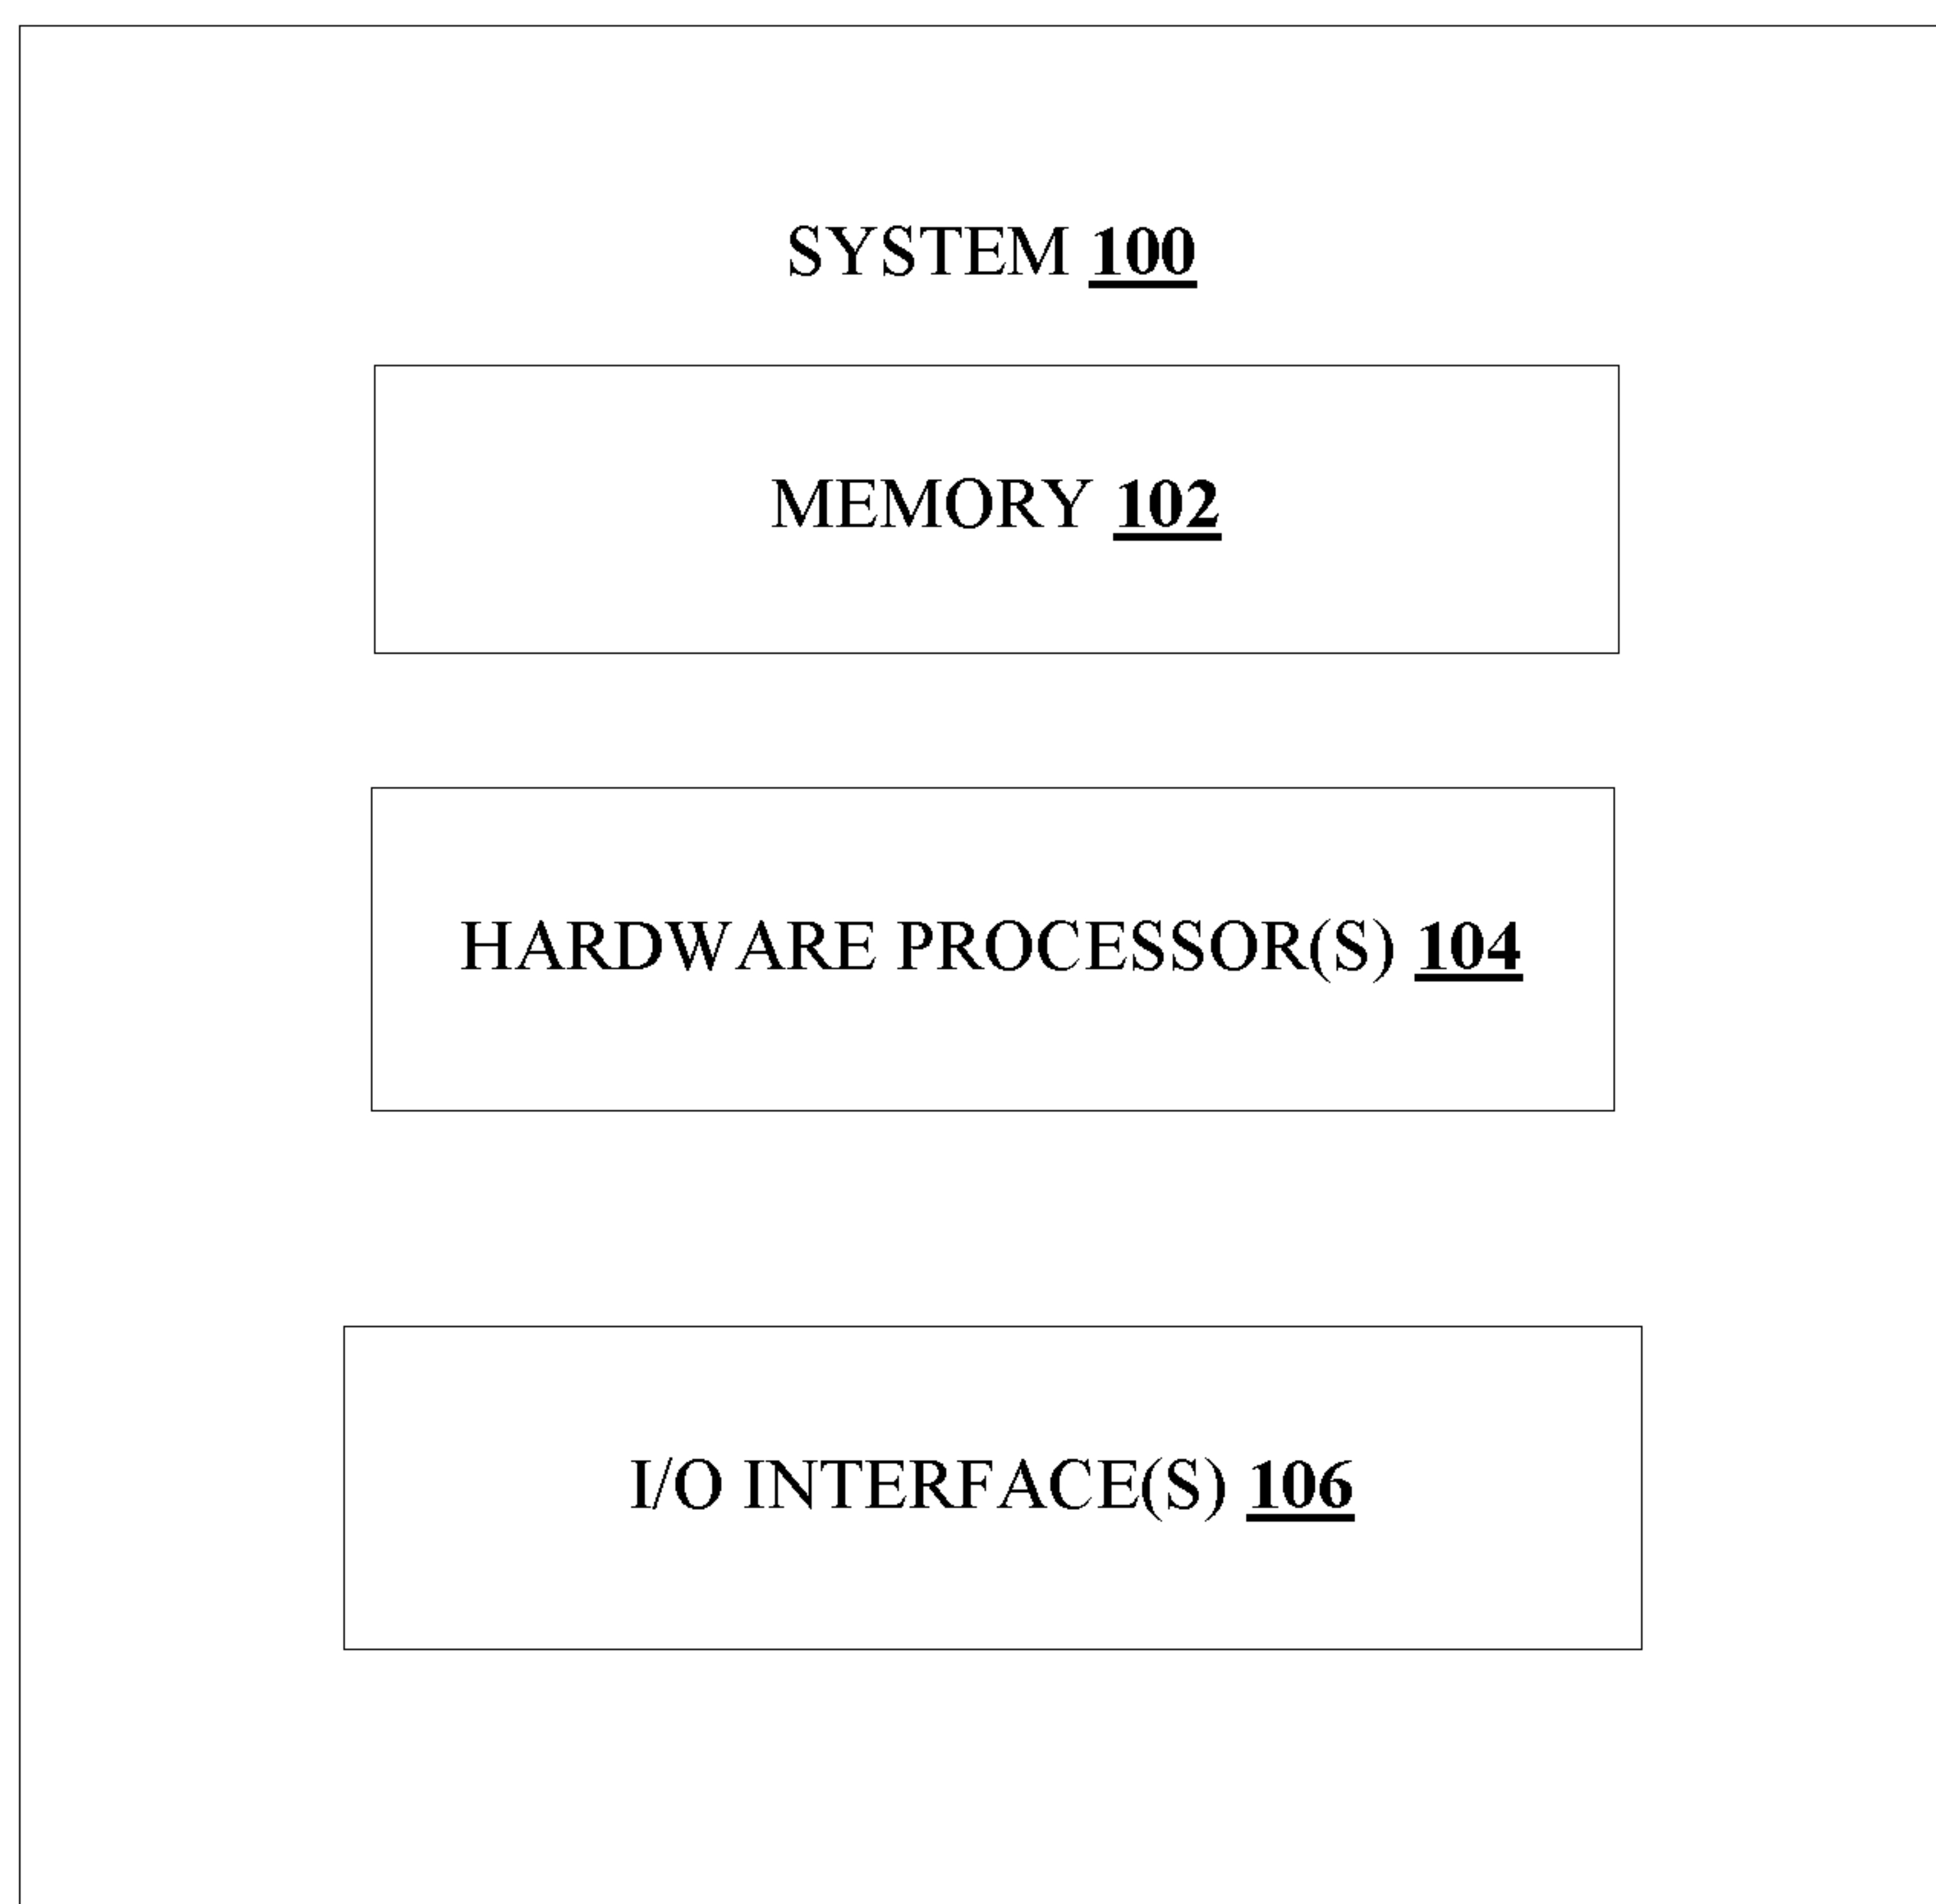 SYSTEM 100
MEMORY 102
HARDWARE PROCESSOR(S) 104
I/O INTERFACE(S) 106